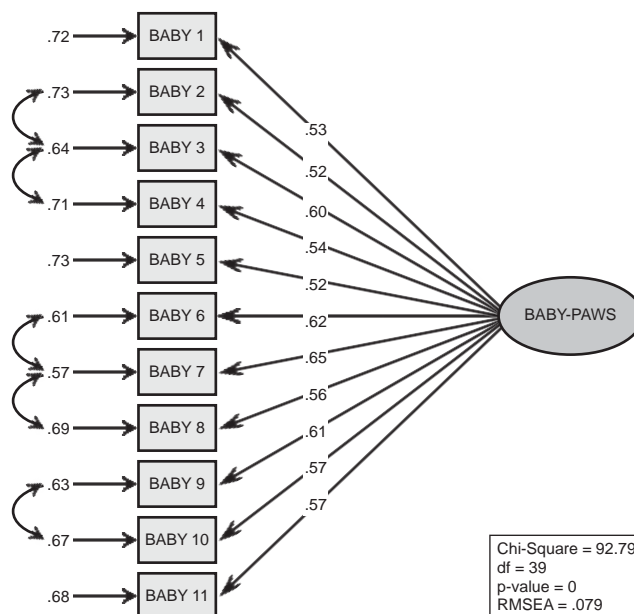 .72 BABY 1
.73 BABY 2
.53
.64 BABY 3
.52
.71 BABY 4
.60
.54
.73 BABY 5
.52
.61 BABY 6
.62
BABY-PAWS
.57 BABY 7
.65
.56
.69 BABY 8
.61
.63 BABY 9
.57
.57
.67 BABY 10
.68 BABY 11
Chi-Square = 92.79
df = 39
p-value = 0
RMSEA = .079